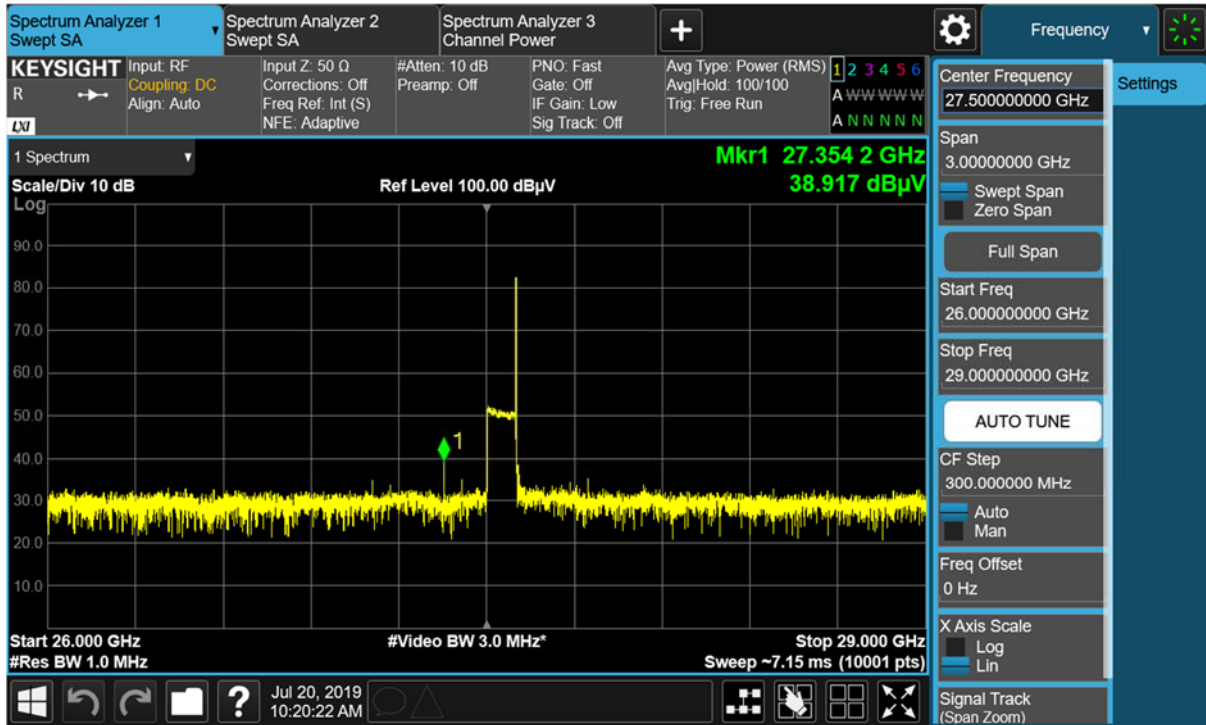 Spectrum Analyzer 1
Swept SA
Spectrum Analyzer 2
Swept SA
Spectrum Analyzer 3
Channel Power
Frequency
KEYSIGHT
R
LXI
Input: RF
Coupling: DC
Align: Auto
Input Z: 50 Ω
Corrections: Off
Freq Ref: Int (S)
NFE: Adaptive
#Atten: 10 dB
Preamp: Off
PNO: Fast
Gate: Off
IF Gain: Low
Sig Track: Off
Avg Type: Power (RMS)
Avg|Hold: 100/100
Trig: Free Run
1 2 3 4 5 6
A W W W W W
A N N N N N
1 Spectrum
Scale/Div 10 dB
Ref Level 100.00 dBµV
Mkr1 27.354 2 GHz
38.917 dBµV
Log
90.0
80.0
70.0
60.0
50.0
40.0
30.0
20.0
10.0
1
Start 26.000 GHz
#Video BW 3.0 MHz*
Stop 29.000 GHz
#Res BW 1.0 MHz
Sweep ~7.15 ms (10001 pts)
?
Jul 20, 2019
10:20:22 AM
Center Frequency
27.500000000 GHz
Span
3.00000000 GHz
Swept Span
Zero Span
Full Span
Start Freq
26.000000000 GHz
Stop Freq
29.000000000 GHz
AUTO TUNE
CF Step
300.000000 MHz
Auto
Man
Freq Offset
0 Hz
X Axis Scale
Log
Lin
Signal Track
(Span Zoom)
Settings